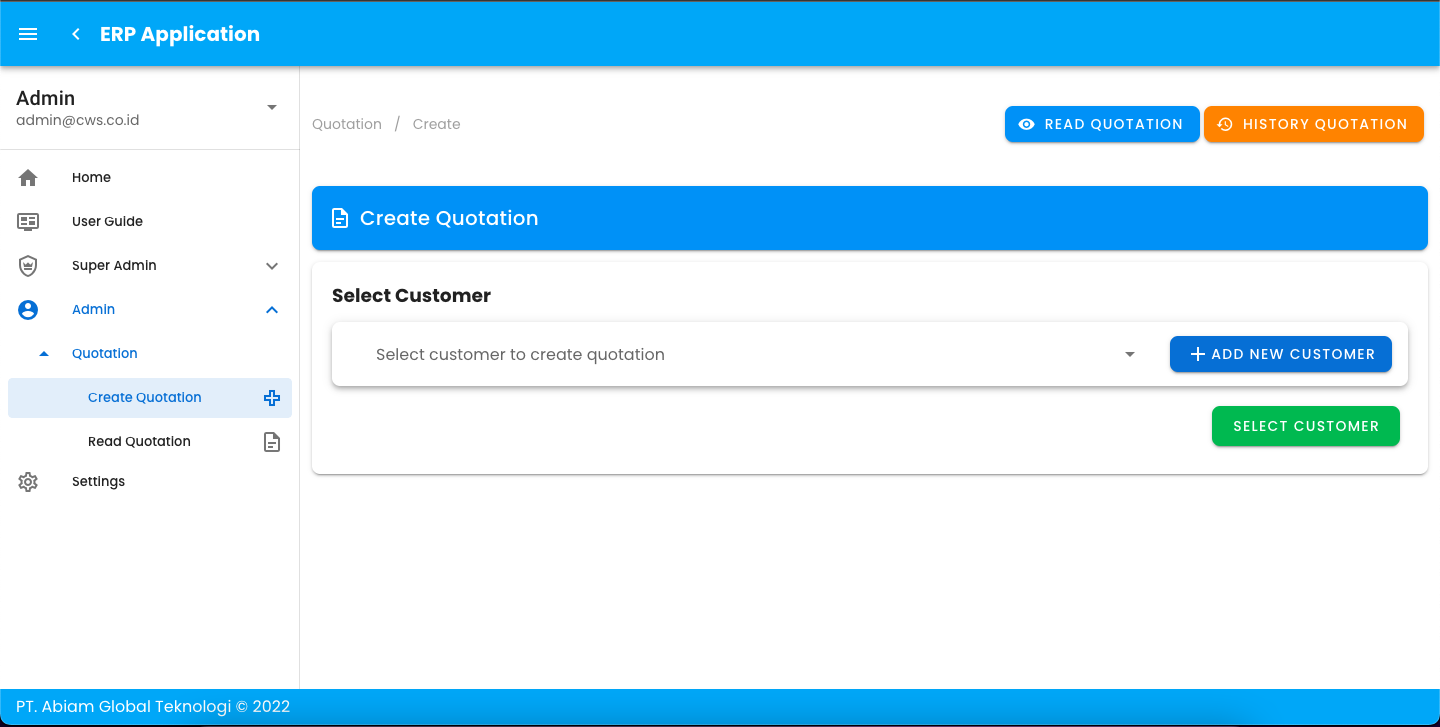 ERP Application
Admin
admin@cws.co.id
Home
User Guide
Super Admin
Admin
Quotation
Create Quotation
Read Quotation
Settings
Quotation / Create
READ QUOTATION
HISTORY QUOTATION
Create Quotation
Select Customer
Select customer to create quotation
ADD NEW CUSTOMER
SELECT CUSTOMER
PT. Abiam Global Teknologi © 2022